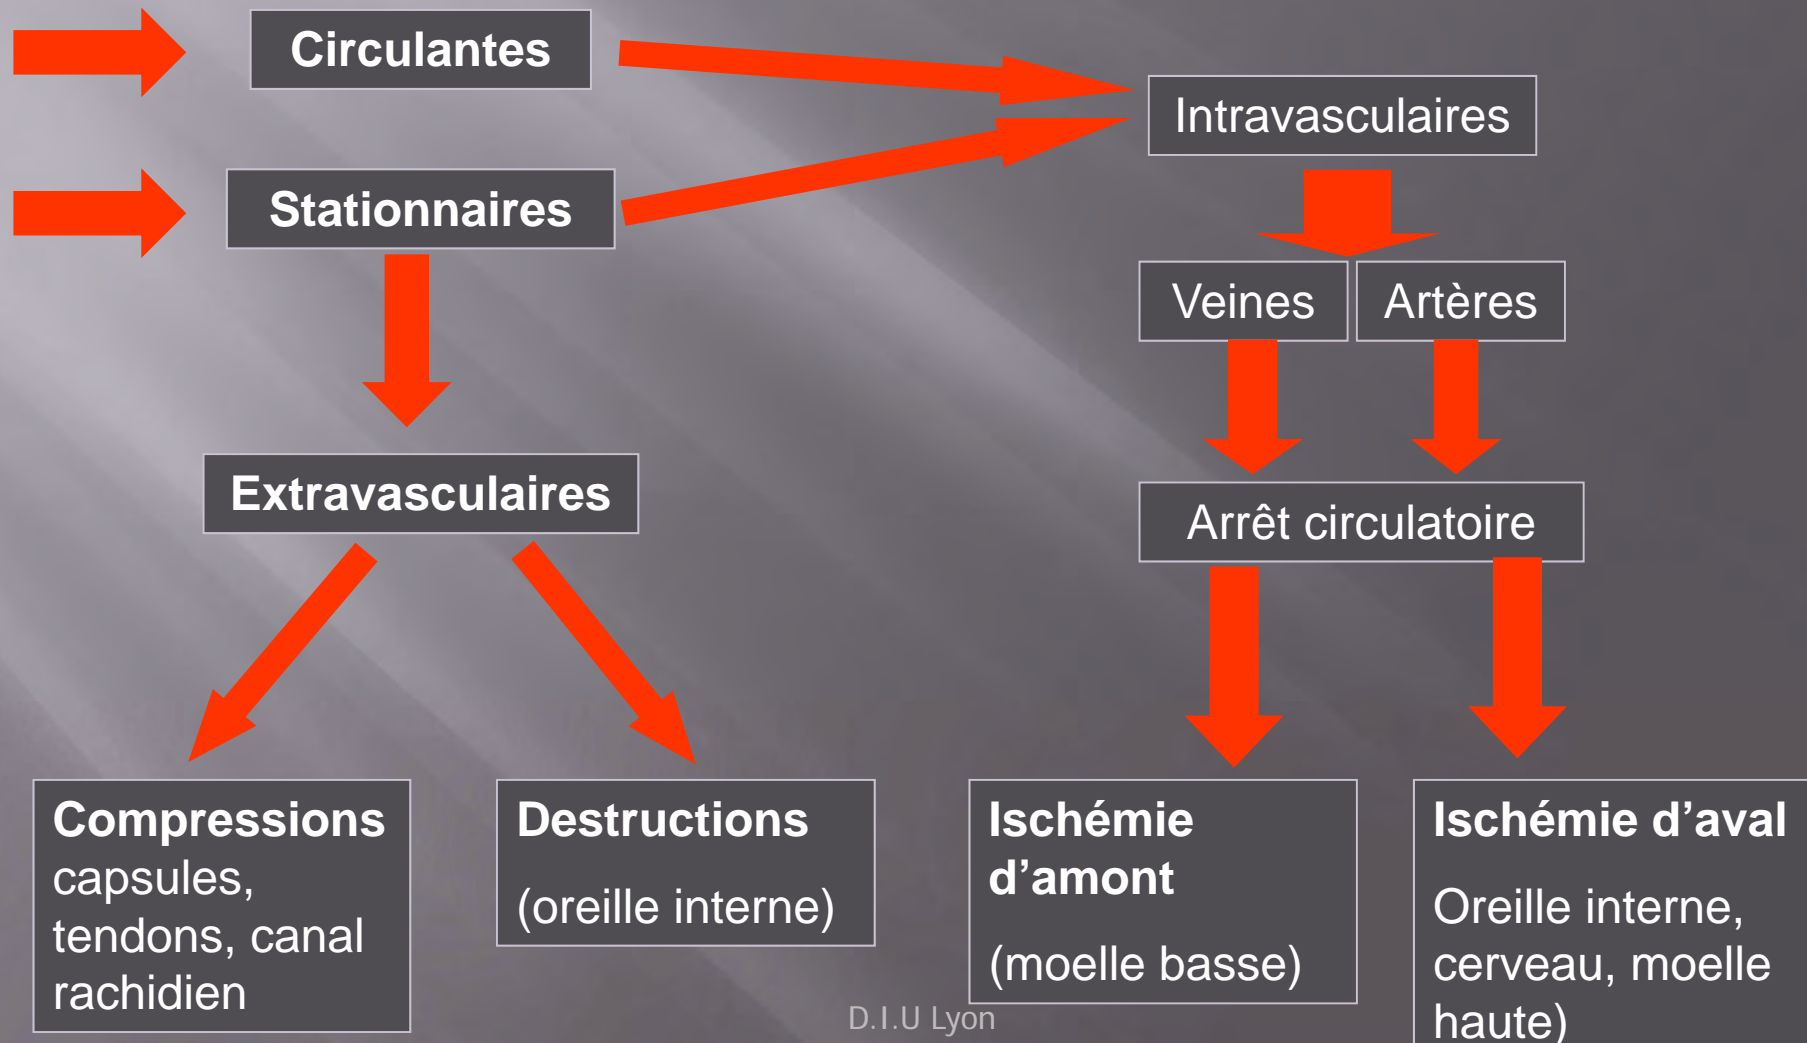 Circulantes
Intravasculaires
Stationnaires
Veines
Artères
Extravasculaires
Arrêt circulatoire
Compressions
capsules,
tendons, canal
rachidien
Destructions
(oreille interne)
Ischémie
d’amont
(moelle basse)
Ischémie d’aval
Oreille interne,
cerveau, moelle
haute)
D.I.U Lyon